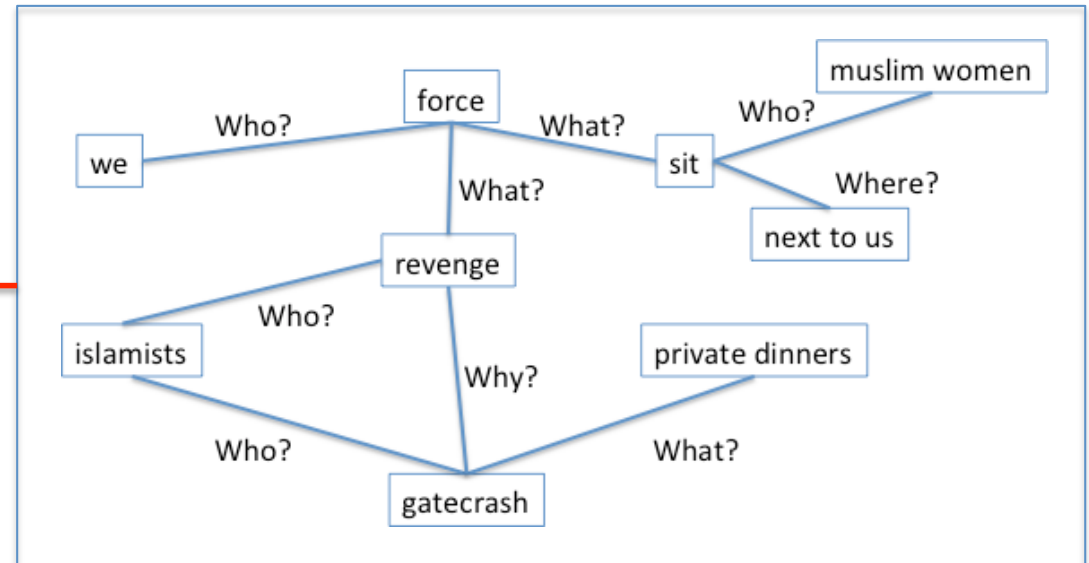 muslim women
force
Who?
Who?
What?
we
sit
Where?
What?
next to us
revenge
Who?
islamists
private dinners
Why?
Who?
What?
gatecrash